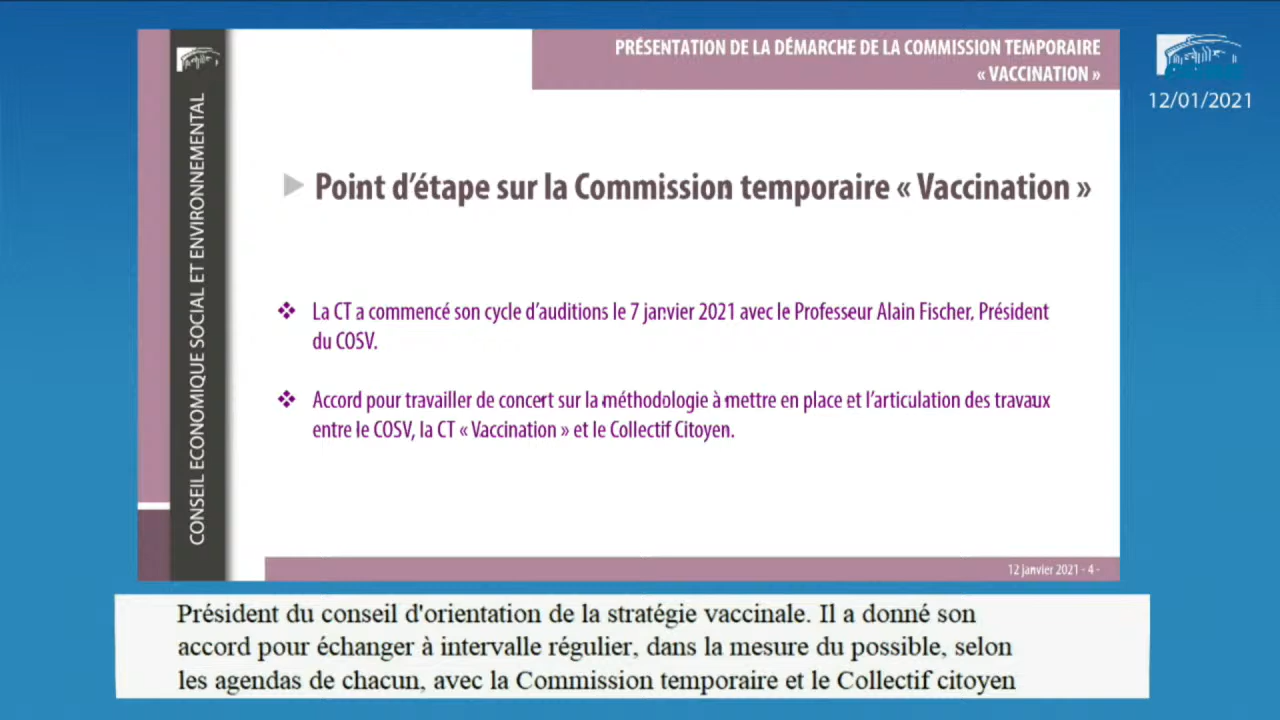 PRÉSENTATION DE LA DÉMARCHE DE LA COMMISSION TEMPORAIRE
« VACCINATION »
12/01/2021
CONSEIL ECONOMIQUE SOCIAL ET ENVIRONNEMENTAL
Point d’étape sur la Commission temporaire « Vaccination »
La CT a commencé son cycle d’auditions le 7 janvier 2021 avec le Professeur Alain Fischer, Président
du COSV.
Accord pour travailler de concert sur la méthodologie à mettre en place et l’articulation des travaux
entre le COSV, la CT « Vaccination » et le Collectif Citoyen.
12 janvier 2021 - 4 -
Président du conseil d'orientation de la stratégie vaccinale. Il a donné son
accord pour échanger à intervalle régulier, dans la mesure du possible, selon
les agendas de chacun, avec la Commission temporaire et le Collectif citoyen